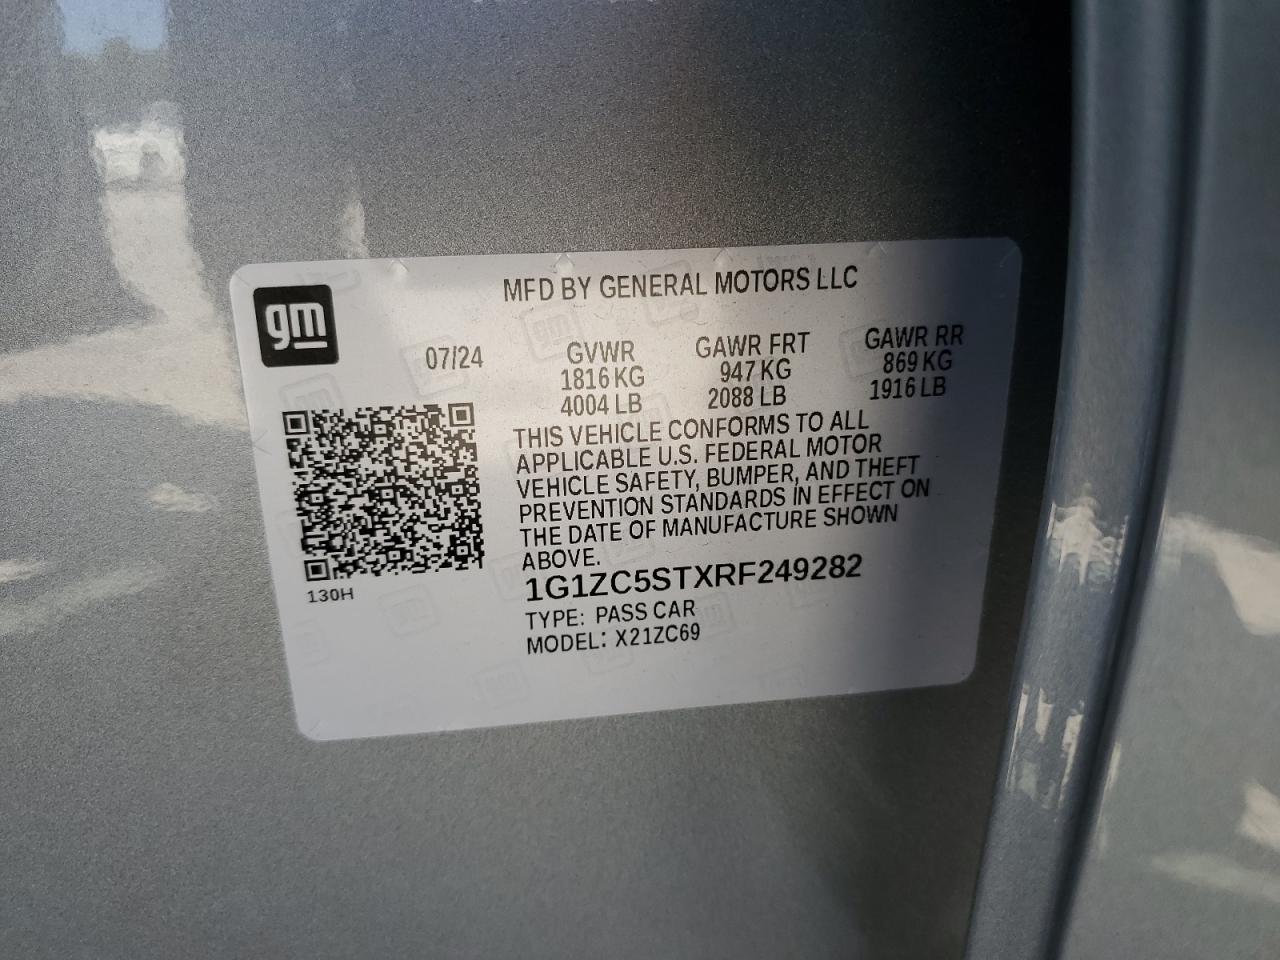 MFD BY GENERAL MOTORS LLC
gm
07/24
GVWR GAWR FRT GAWR RR
1816 KG 947 KG 869 KG
4004 LB 2088 LB 1916 LB
THIS VEHICLE CONFORMS TO ALL
APPLICABLE U.S. FEDERAL MOTOR
VEHICLE SAFETY, BUMPER, AND THEFT
PREVENTION STANDARDS IN EFFECT ON
THE DATE OF MANUFACTURE SHOWN
ABOVE.
130H
1G1ZC5STXRF249282
TYPE: PASS CAR
MODEL: X21ZC69